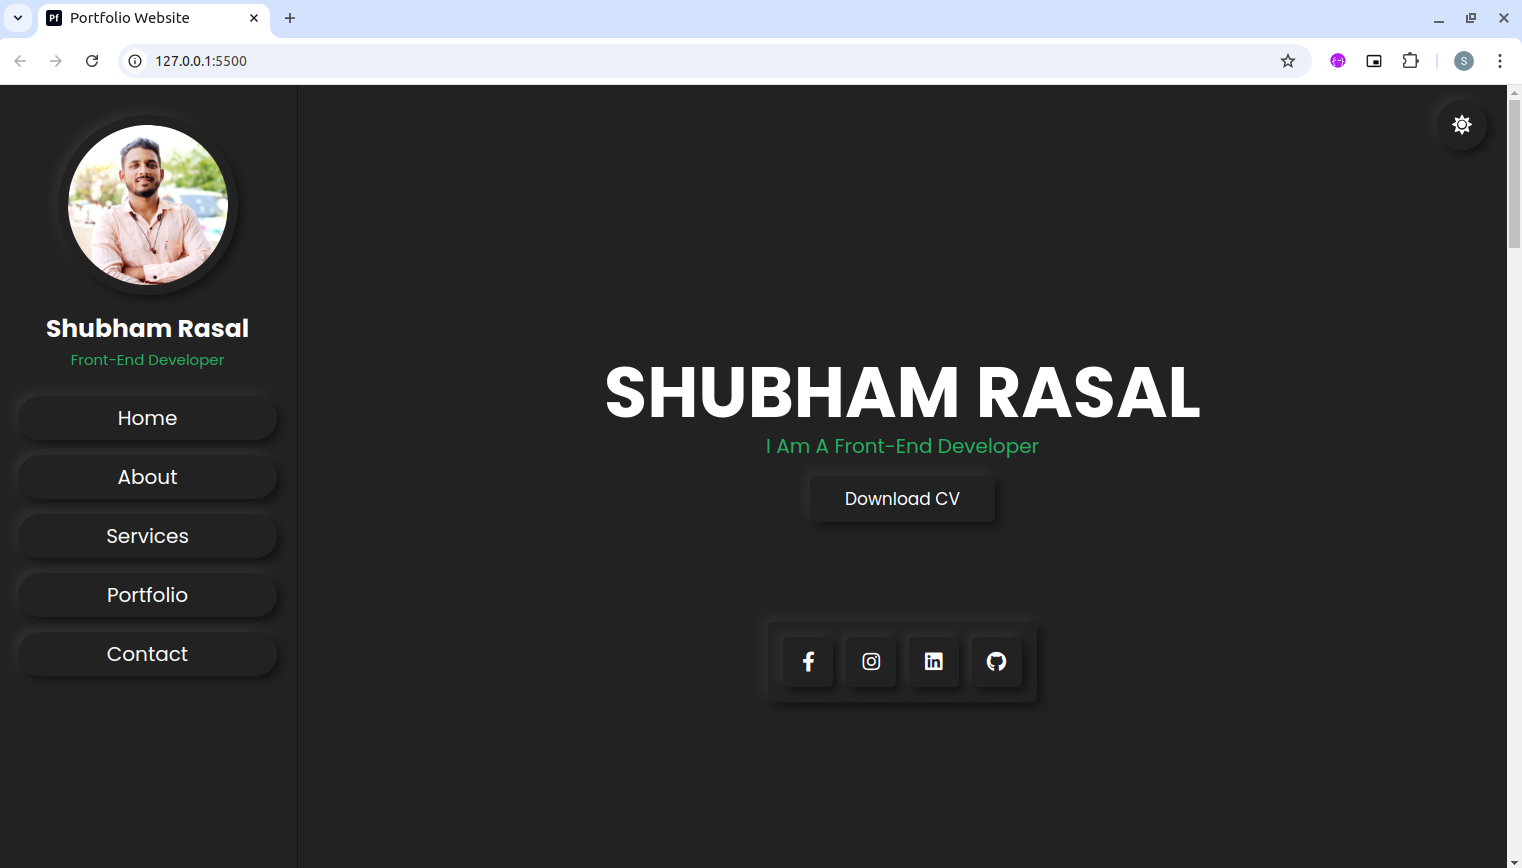 Pf Portfolio Website
127.0.0.1:5500
S
Shubham Rasal
Front-End Developer
Home
About
Services
Portfolio
Contact
SHUBHAM RASAL
I Am A Front-End Developer
Download CV